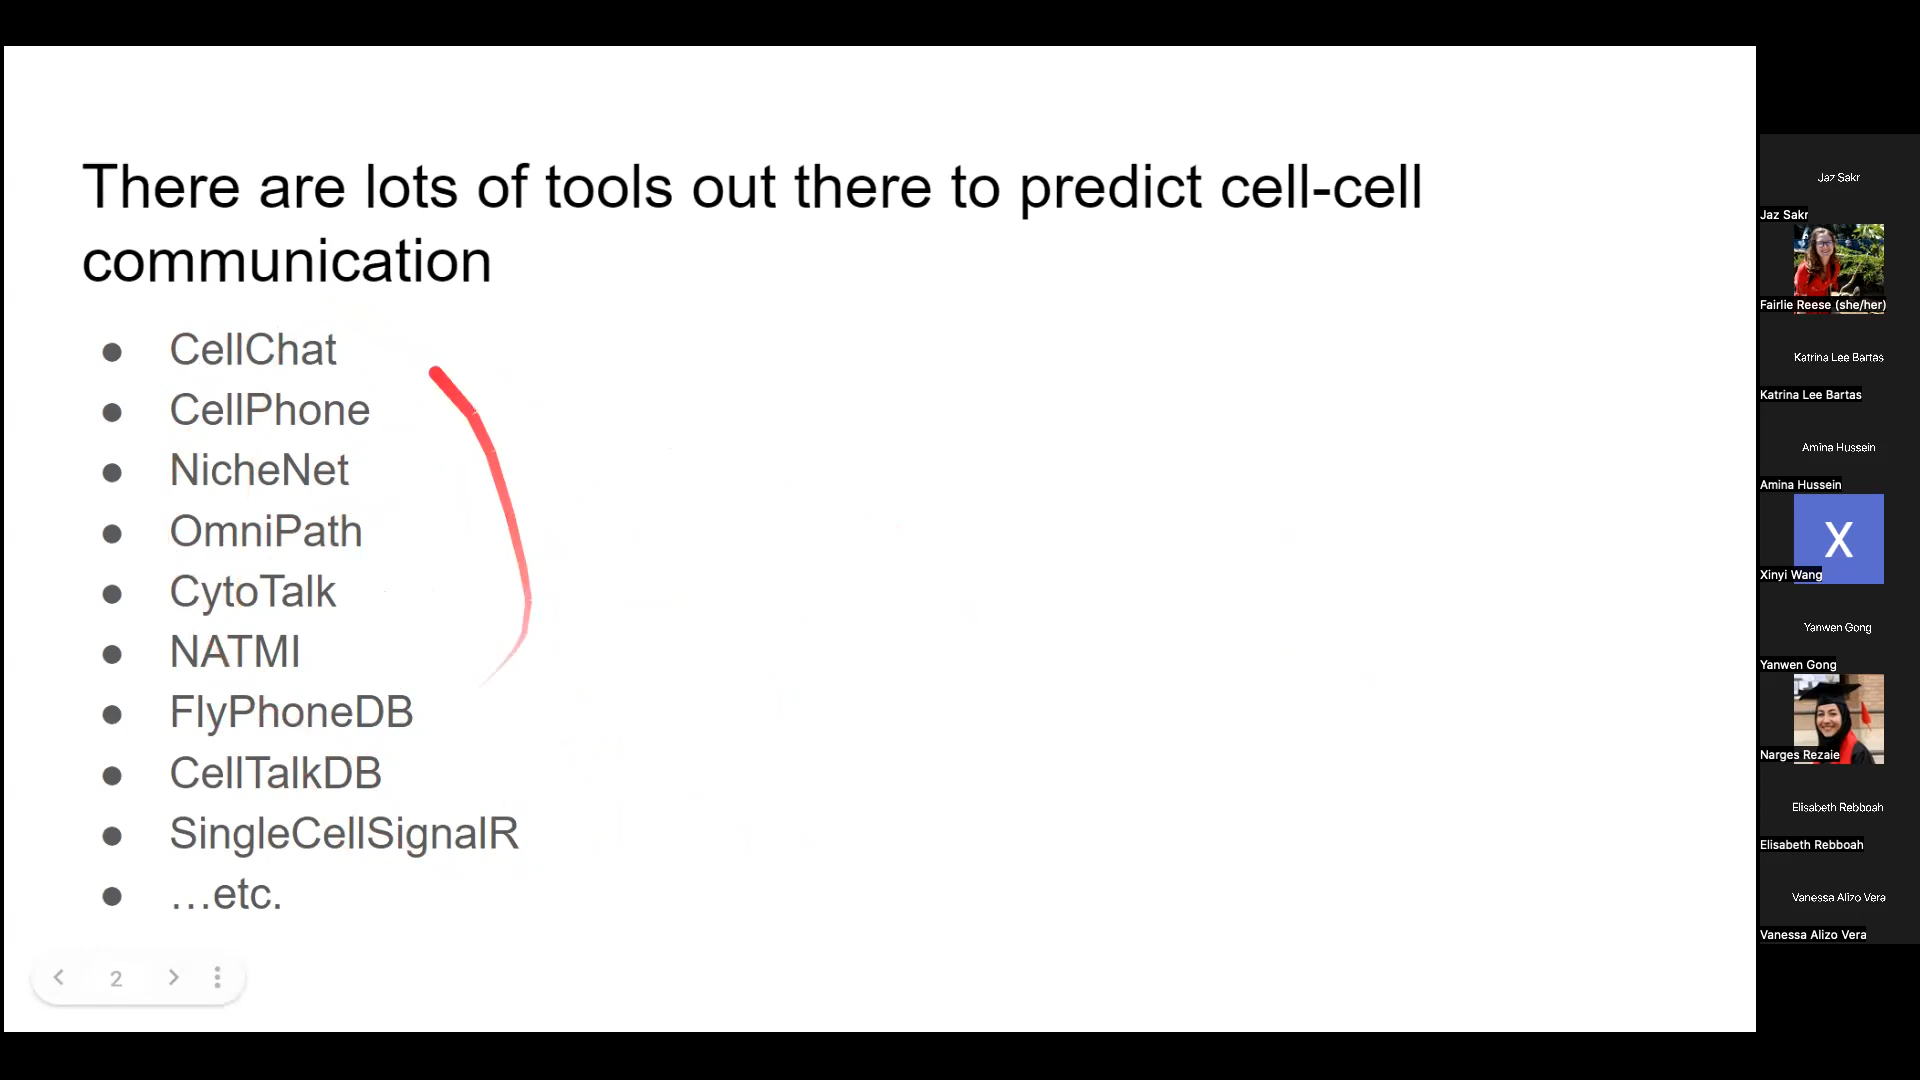 There are lots of tools out there to predict cell-cell
communication
● CellChat
● CellPhone
● NicheNet
● OmniPath
● CytoTalk
● NATMI
● FlyPhoneDB
● CellTalkDB
● SingleCellSignalR
● …etc.
2
Jaz Sakr
Jaz Sakr
Fairlie Reese (she/her)
Katrina Lee Bartas
Katrina Lee Bartas
Amina Hussein
Amina Hussein
X
Xinyi Wang
Yanwen Gong
Yanwen Gong
Narges Rezaie
Elisabeth Rebboah
Elisabeth Rebboah
Vanessa Alizo Vera
Vanessa Alizo Vera